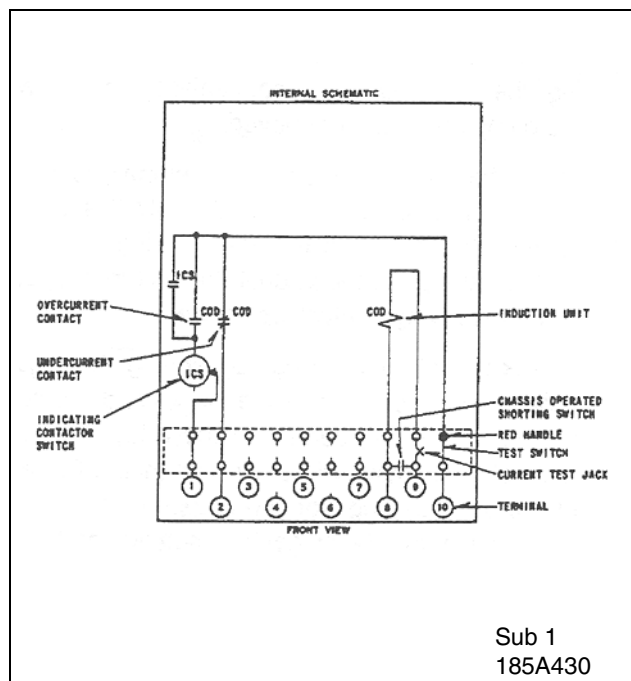 INTERNAL SCHEMATIC
ICS
OVERCURRENT
CONTACT
COD
COD
COD
INDUCTION UNIT
UNDERCURRENT
CONTACT
ICS
CHASSIS OPERATED
SHORTING SWITCH
INDICATING
CONTACTOR
SWITCH
RED HANDLE
TEST SWITCH
CURRENT TEST JACK
1
3
5
7
9
2
4
6
8
10
TERMINAL
FRONT VIEW
Sub 1
185A430